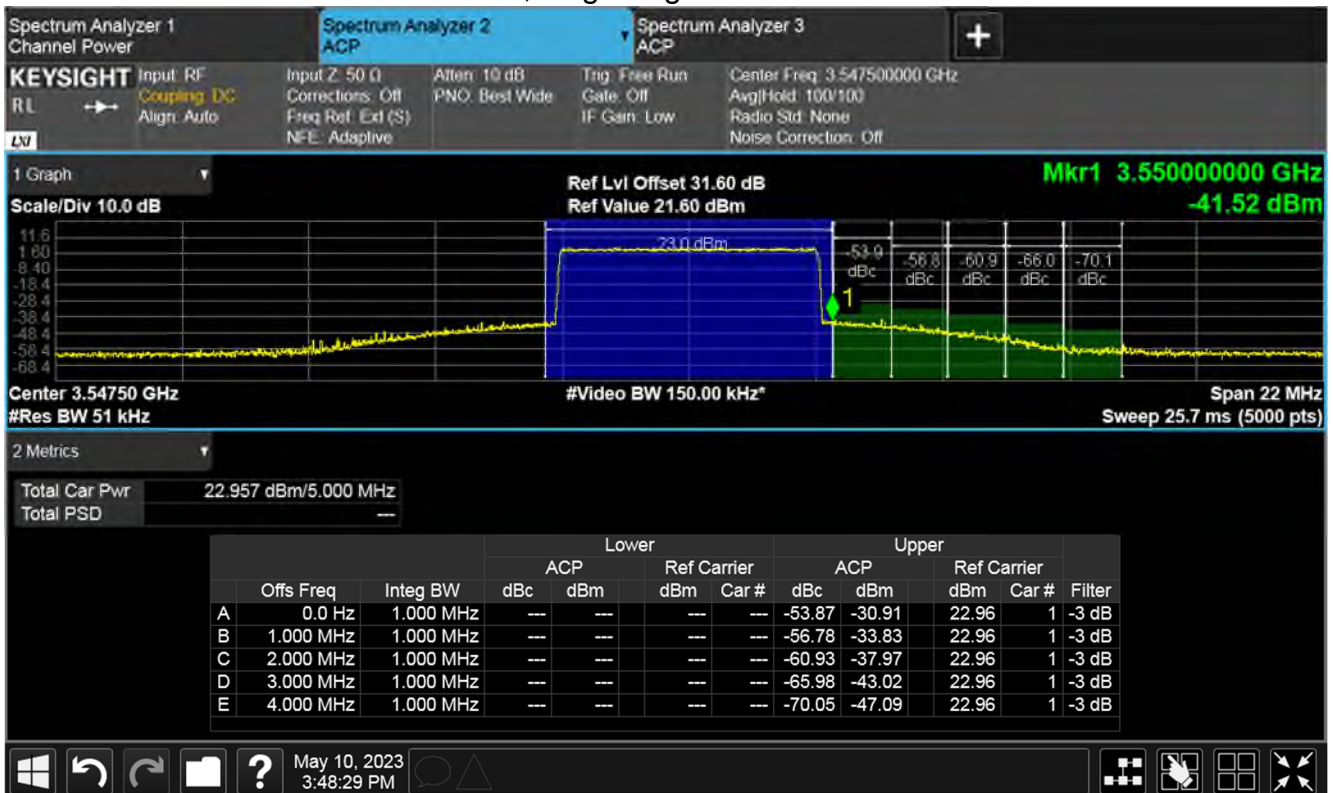 Spectrum Analyzer 1
Channel Power
Spectrum Analyzer 2
ACP
Spectrum Analyzer 3
ACP
KEYSIGHT
RL
LXI
Input: RF
Coupling: DC
Align: Auto
Input Z: 50 Ω
Corrections: Off
Freq Ref: Ext (S)
NFE: Adaptive
Atten: 10 dB
PNO: Best Wide
Trig: Free Run
Gate: Off
IF Gain: Low
Center Freq: 3.547500000 GHz
Avg|Hold: 100/100
Radio Std: None
Noise Correction: Off
1 Graph
Scale/Div 10.0 dB
Ref Lvl Offset 31.60 dB
Ref Value 21.60 dBm
Mkr1 3.550000000 GHz
-41.52 dBm
11.6
1.60
-8.40
-18.4
-28.4
-38.4
-48.4
-58.4
-68.4
23.0 dBm
-53.9 dBc
-56.8 dBc
-60.9 dBc
-66.0 dBc
-70.1 dBc
1
Center 3.54750 GHz
#Video BW 150.00 kHz*
Span 22 MHz
#Res BW 51 kHz
Sweep 25.7 ms (5000 pts)
2 Metrics
Total Car Pwr 22.957 dBm/5.000 MHz
Total PSD ---
Lower Upper
ACP Ref Carrier ACP Ref Carrier
Offs Freq Integ BW dBc dBm dBm Car # dBc dBm dBm Car # Filter
A 0.0 Hz 1.000 MHz --- --- --- --- -53.87 -30.91 22.96 1 -3 dB
B 1.000 MHz 1.000 MHz --- --- --- --- -56.78 -33.83 22.96 1 -3 dB
C 2.000 MHz 1.000 MHz --- --- --- --- -60.93 -37.97 22.96 1 -3 dB
D 3.000 MHz 1.000 MHz --- --- --- --- -65.98 -43.02 22.96 1 -3 dB
E 4.000 MHz 1.000 MHz --- --- --- --- -70.05 -47.09 22.96 1 -3 dB
?
May 10, 2023
3:48:29 PM